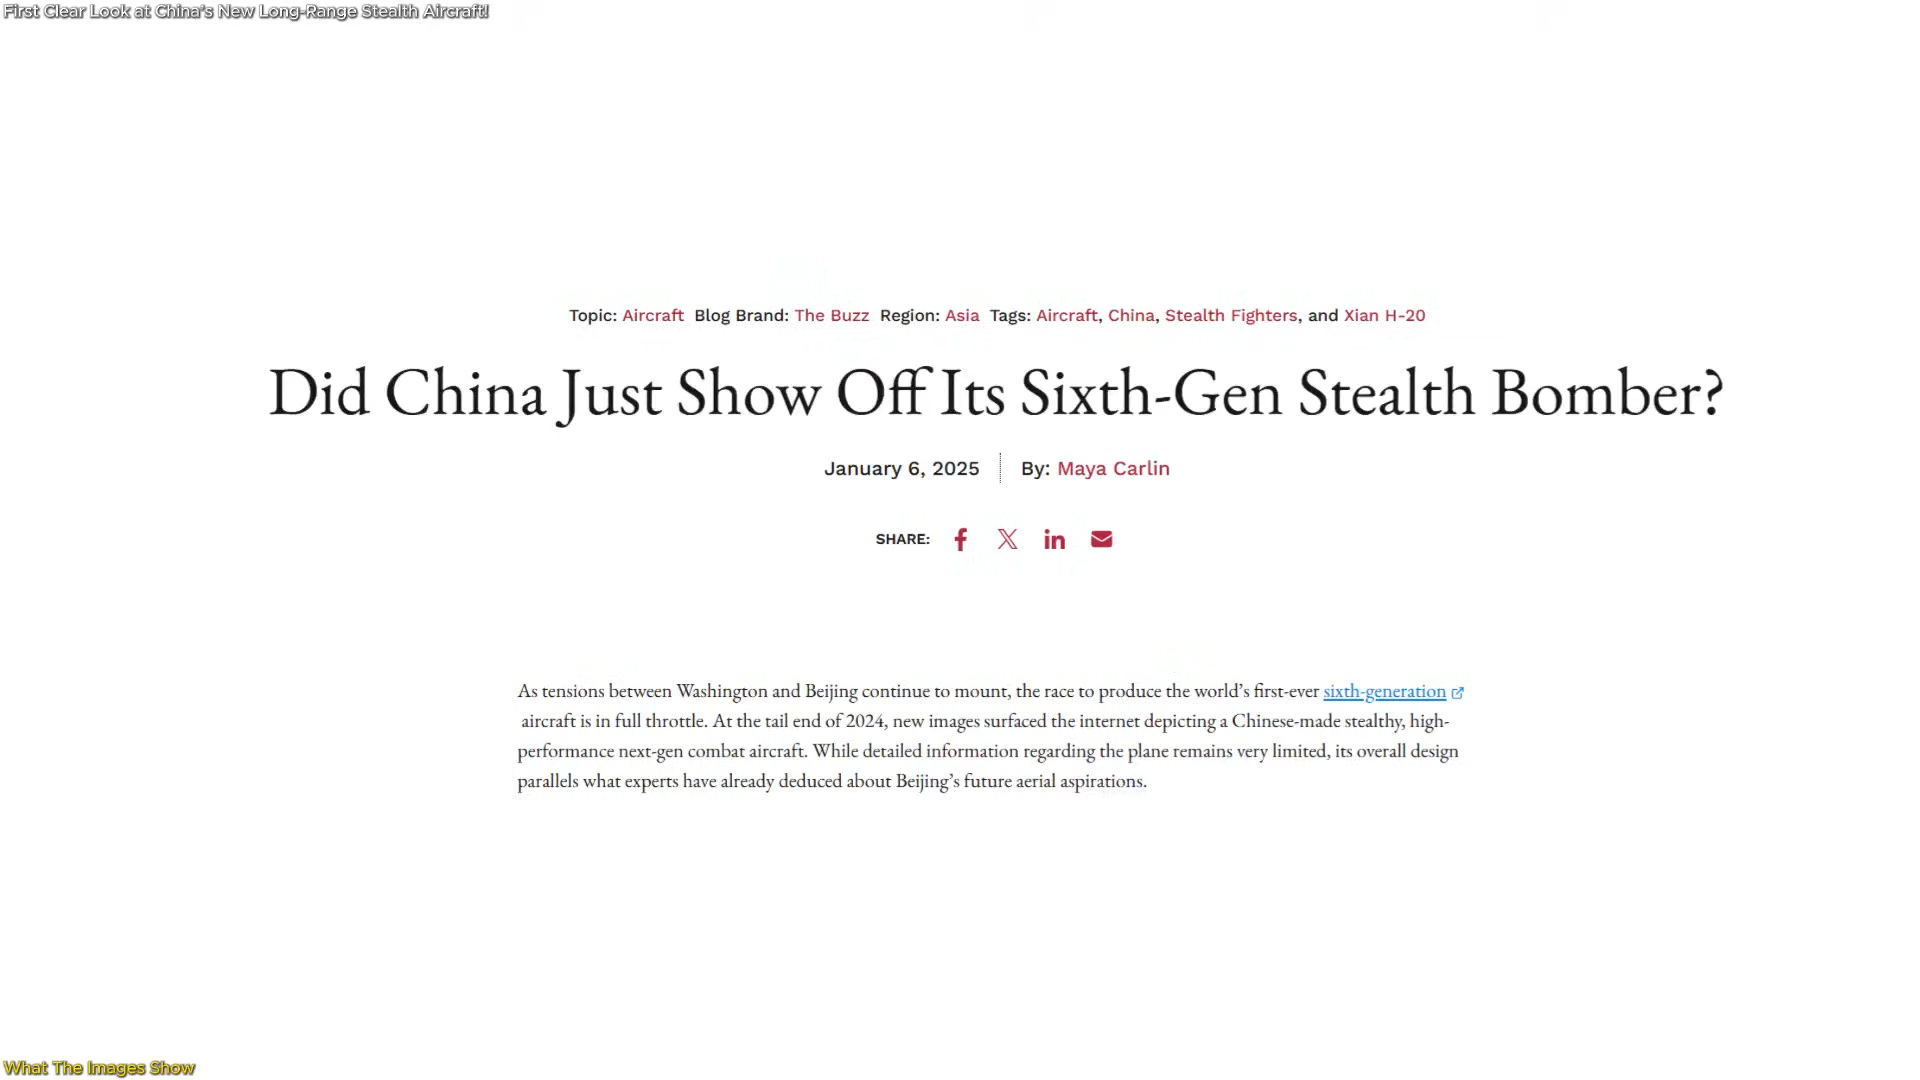 First Clear Look at China's New Long-Range Stealth Aircraft!
Topic: Aircraft Blog Brand: The Buzz Region: Asia Tags: Aircraft, China, Stealth Fighters, and Xian H-20
Did China Just Show Off Its Sixth-Gen Stealth Bomber?
January 6, 2025 By: Maya Carlin
SHARE:
As tensions between Washington and Beijing continue to mount, the race to produce the world’s first-ever sixth-generation
aircraft is in full throttle. At the tail end of 2024, new images surfaced the internet depicting a Chinese-made stealthy, high-
performance next-gen combat aircraft. While detailed information regarding the plane remains very limited, its overall design
parallels what experts have already deduced about Beijing’s future aerial aspirations.
What The Images Show